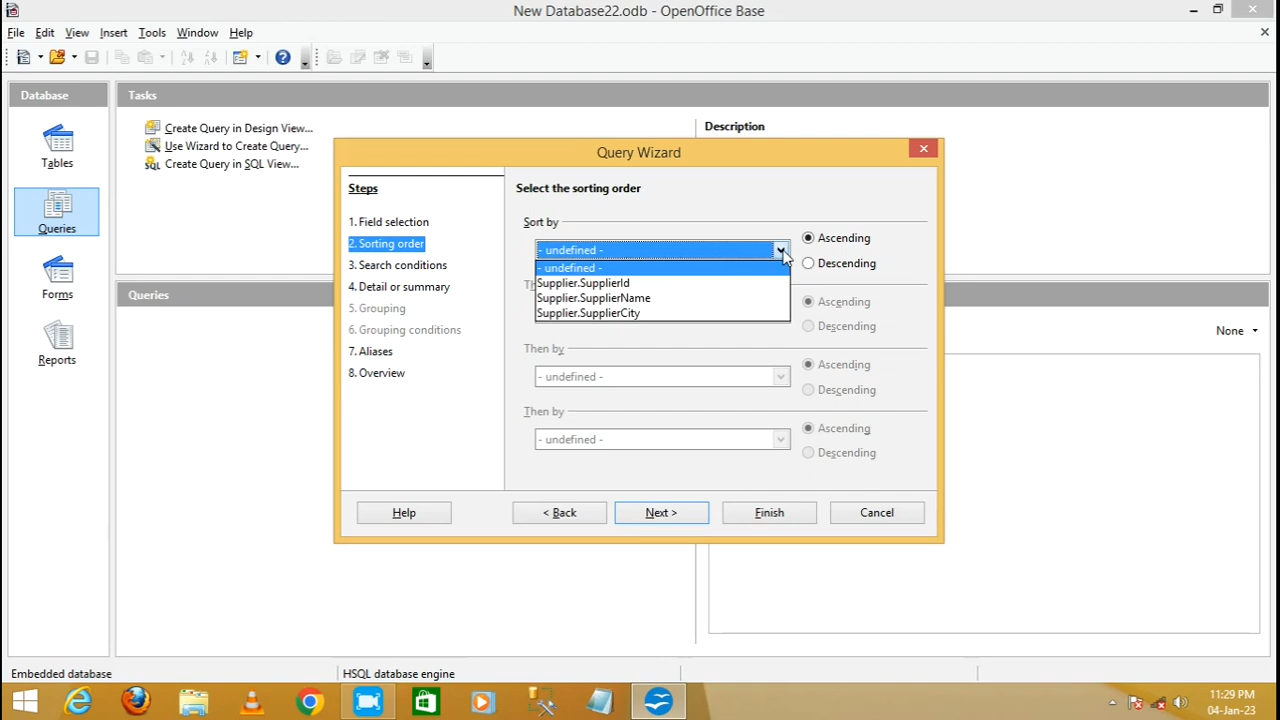 New Database22.odb - OpenOffice Base
File Edit View Insert Tools Window Help
Database
Tables
Queries
Forms
Reports
Tasks
Create Query in Design View...
Use Wizard to Create Query...
Create Query in SQL View...
Description
Queries
None
Query Wizard
Steps
1. Field selection
2. Sorting order
3. Search conditions
4. Detail or summary
5. Grouping
6. Grouping conditions
7. Aliases
8. Overview
Select the sorting order
Sort by
- undefined -
Ascending
Descending
- undefined -
Supplier.SupplierId
Supplier.SupplierName
Supplier.SupplierCity
Th
Ascending
Descending
Then by
- undefined -
Ascending
Descending
Then by
- undefined -
Ascending
Descending
Help
< Back
Next >
Finish
Cancel
Embedded database
HSQL database engine
11:29 PM
04-Jan-23